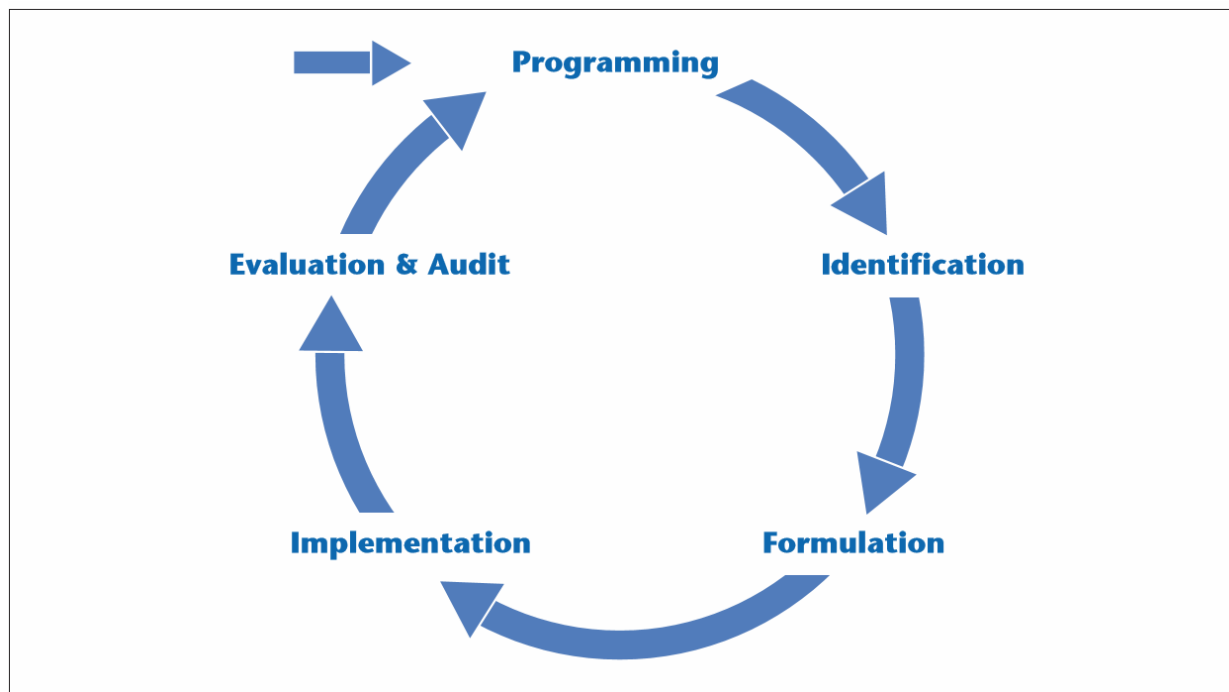 Programming
Evaluation & Audit
Identification
Implementation
Formulation